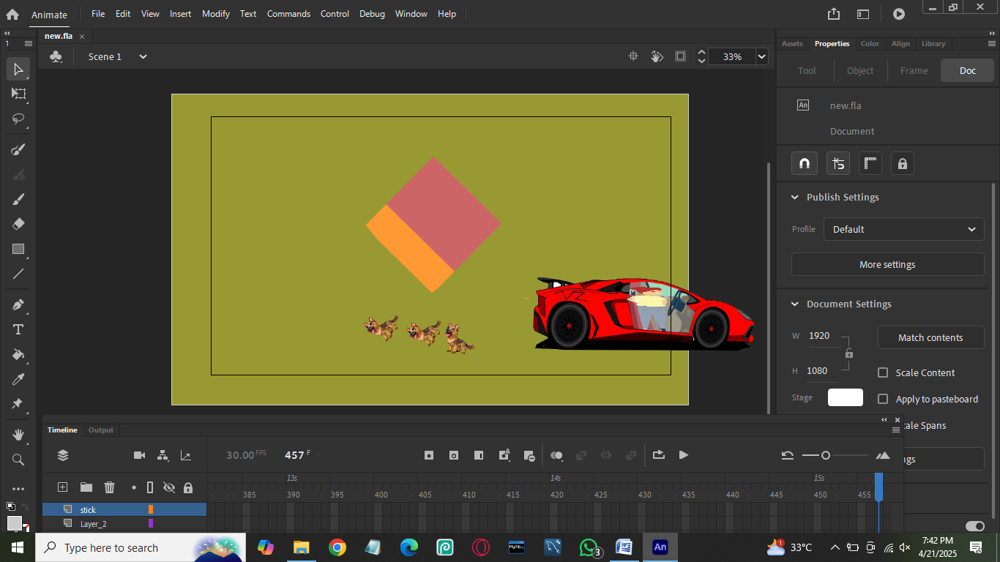 Animate File Edit View Insert Modify Text Commands Control Debug Window Help
new.fla
1
Assets Properties Color Align Library
Scene 1 33%
Tool Object Frame Doc
An new.fla
Document
Publish Settings
Profile Default
More settings
Document Settings
W 1920 Match contents
H 1080 Scale Content
Stage Apply to pasteboard
Timeline Output
cale Spans
30.00 FPS 457 F
ngs
13s 14s 15s
385 390 395 400 405 410 415 420 425 430 435 440 445 450 455
stick
Layer_2
Type here to search
MySQL
3
An
1
33°C
7:42 PM
4/21/2025